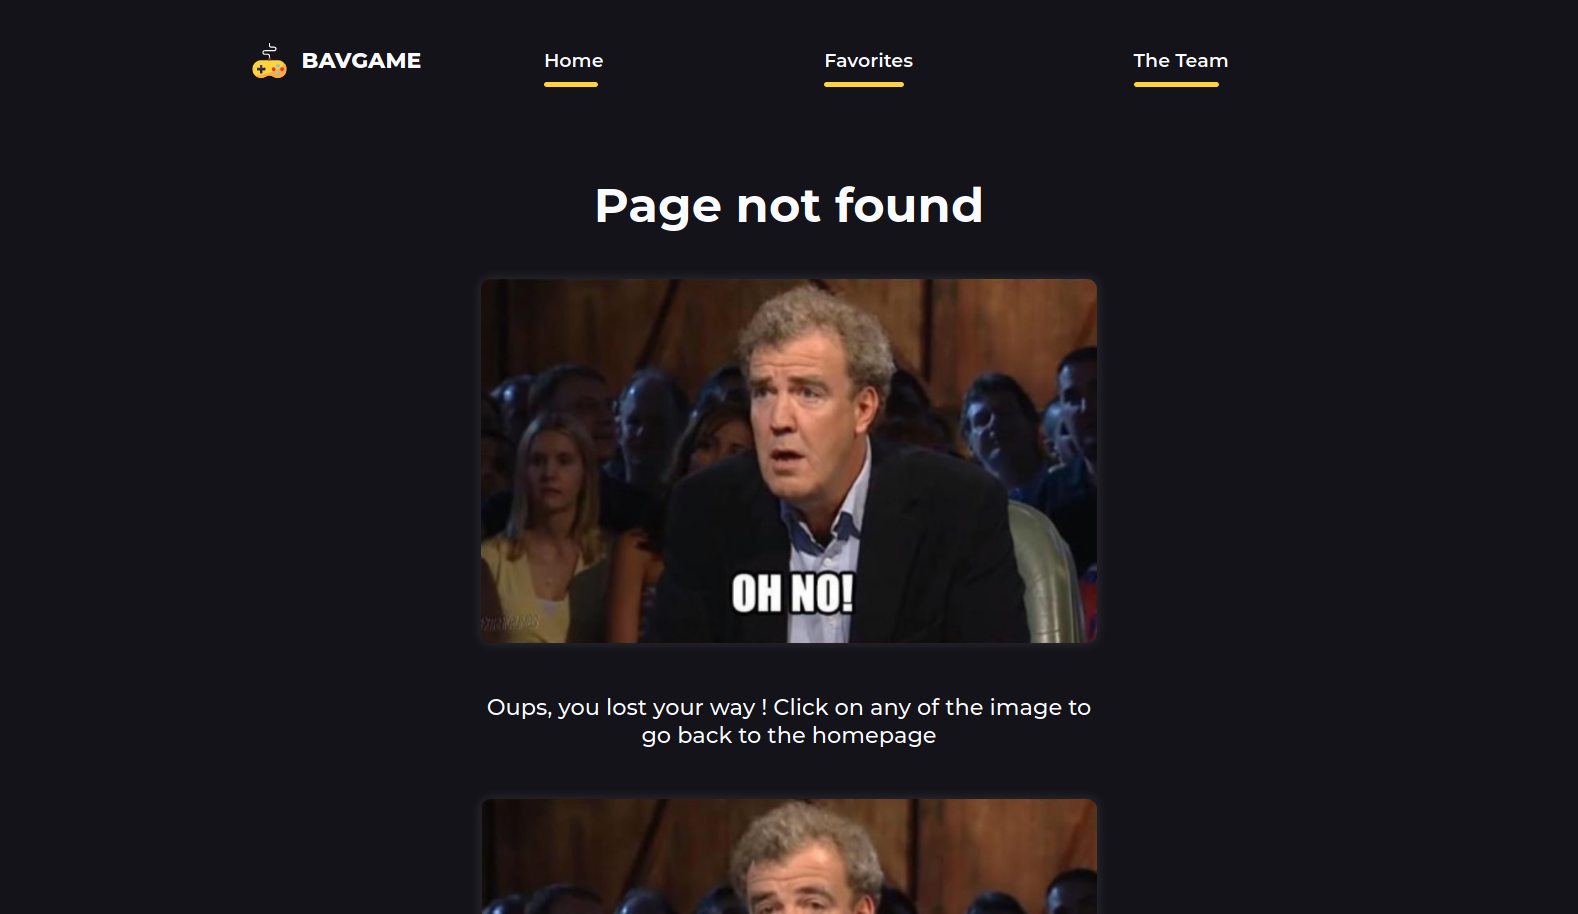 BAVGAME
Home
Favorites
The Team
Page not found
OH NO!
Oups, you lost your way ! Click on any of the image to
go back to the homepage